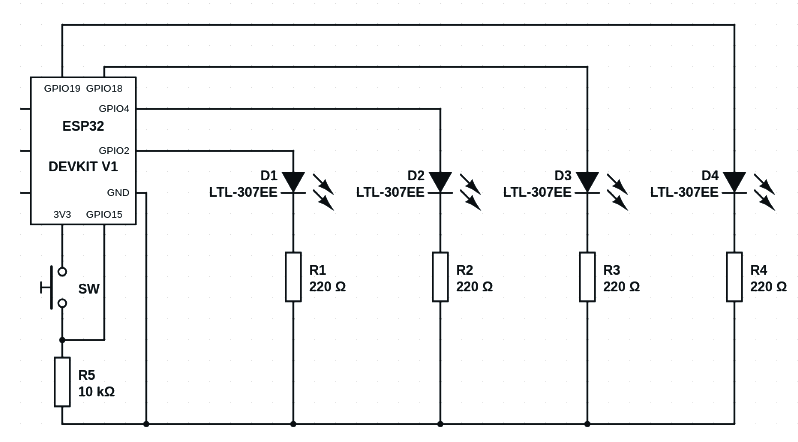 GPIO19 GPIO18
GPIO4
ESP32
GPIO2
DEVKIT V1
GND
3V3 GPIO15
D1
LTL-307EE
D2
LTL-307EE
D3
LTL-307EE
D4
LTL-307EE
R1
220 Ω
R2
220 Ω
R3
220 Ω
R4
220 Ω
SW
R5
10 kΩ